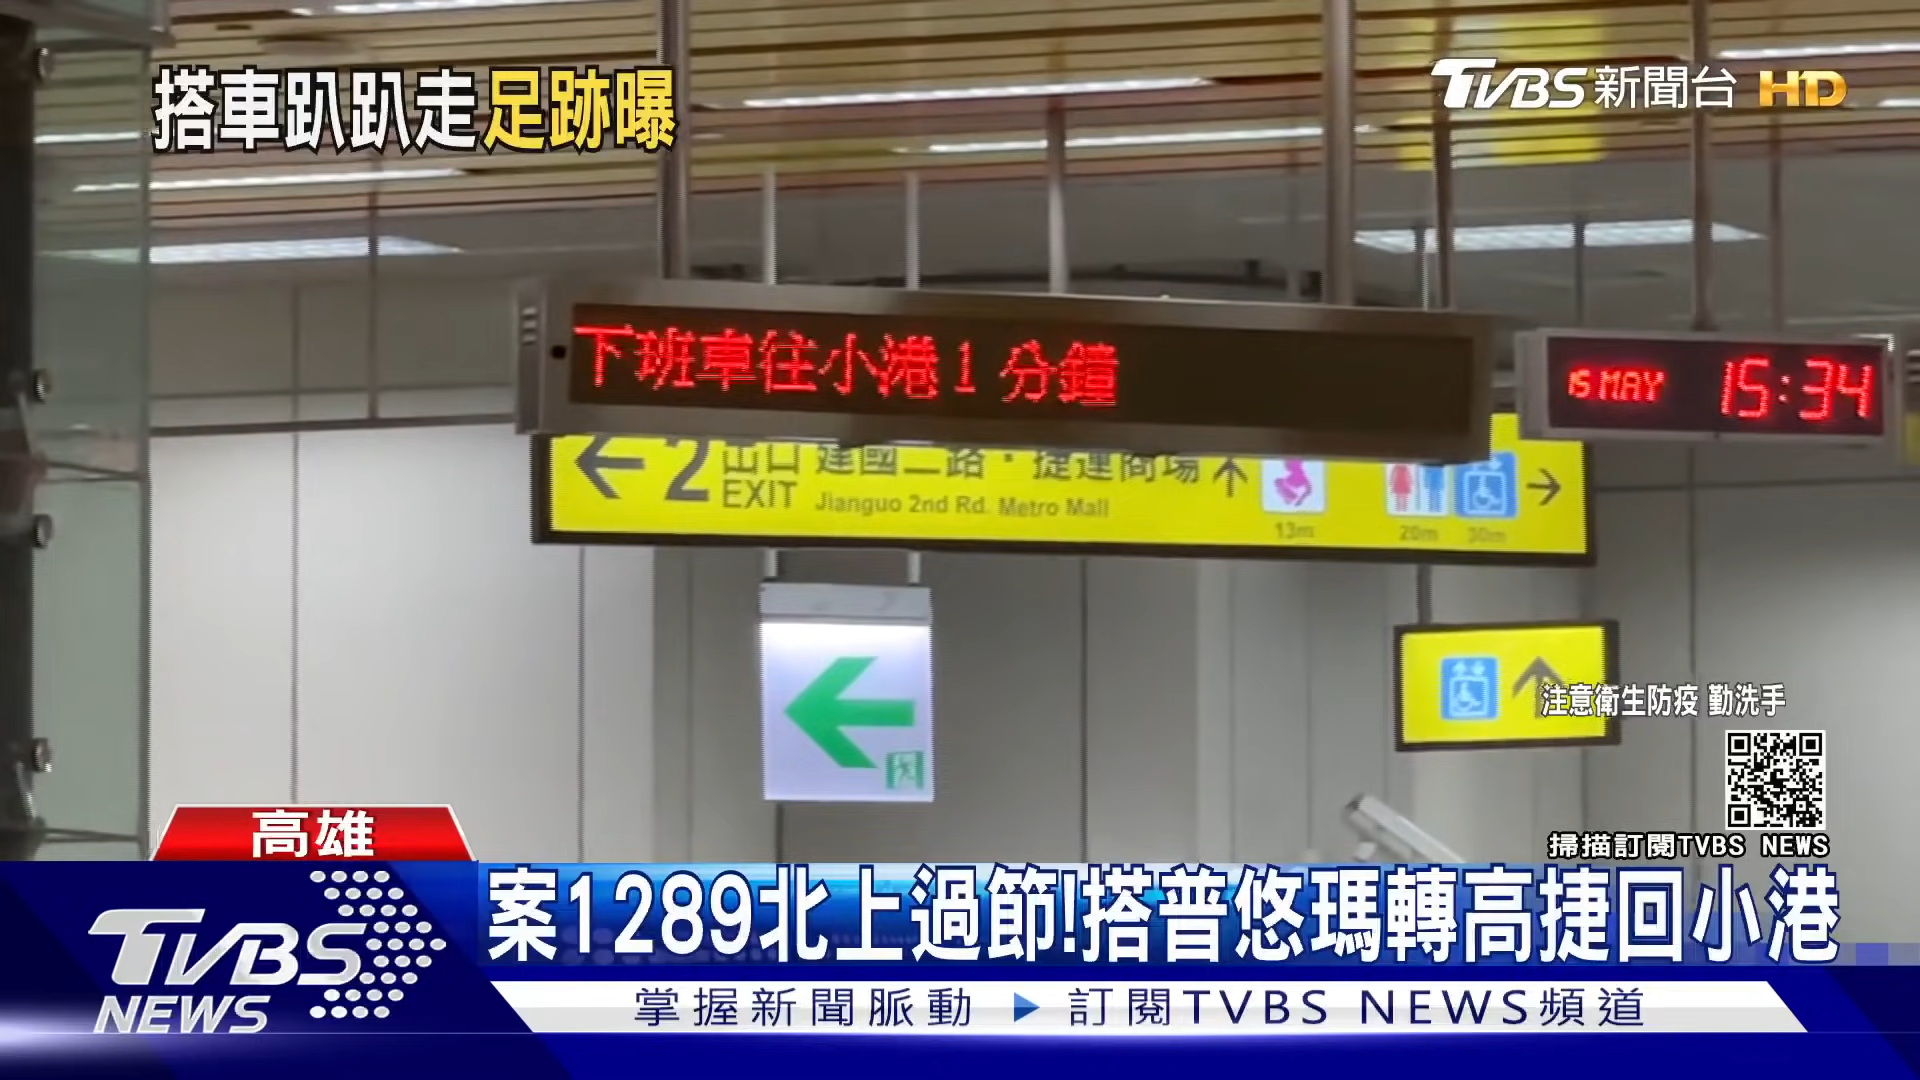 搭車趴趴走足跡曝
TVBS新聞台 HD
下班車往小港1分鐘
15 MAY 15:34
2 出口 建國二路・捷運商場
EXIT Jianguo 2nd Rd. Metro Mall
13m 20m 30m
注意衛生防疫 勤洗手
掃描訂閱TVBS NEWS
高雄
案1289北上過節!搭普悠瑪轉高捷回小港
TVBS
NEWS
掌握新聞脈動 ▶ 訂閱TVBS NEWS頻道